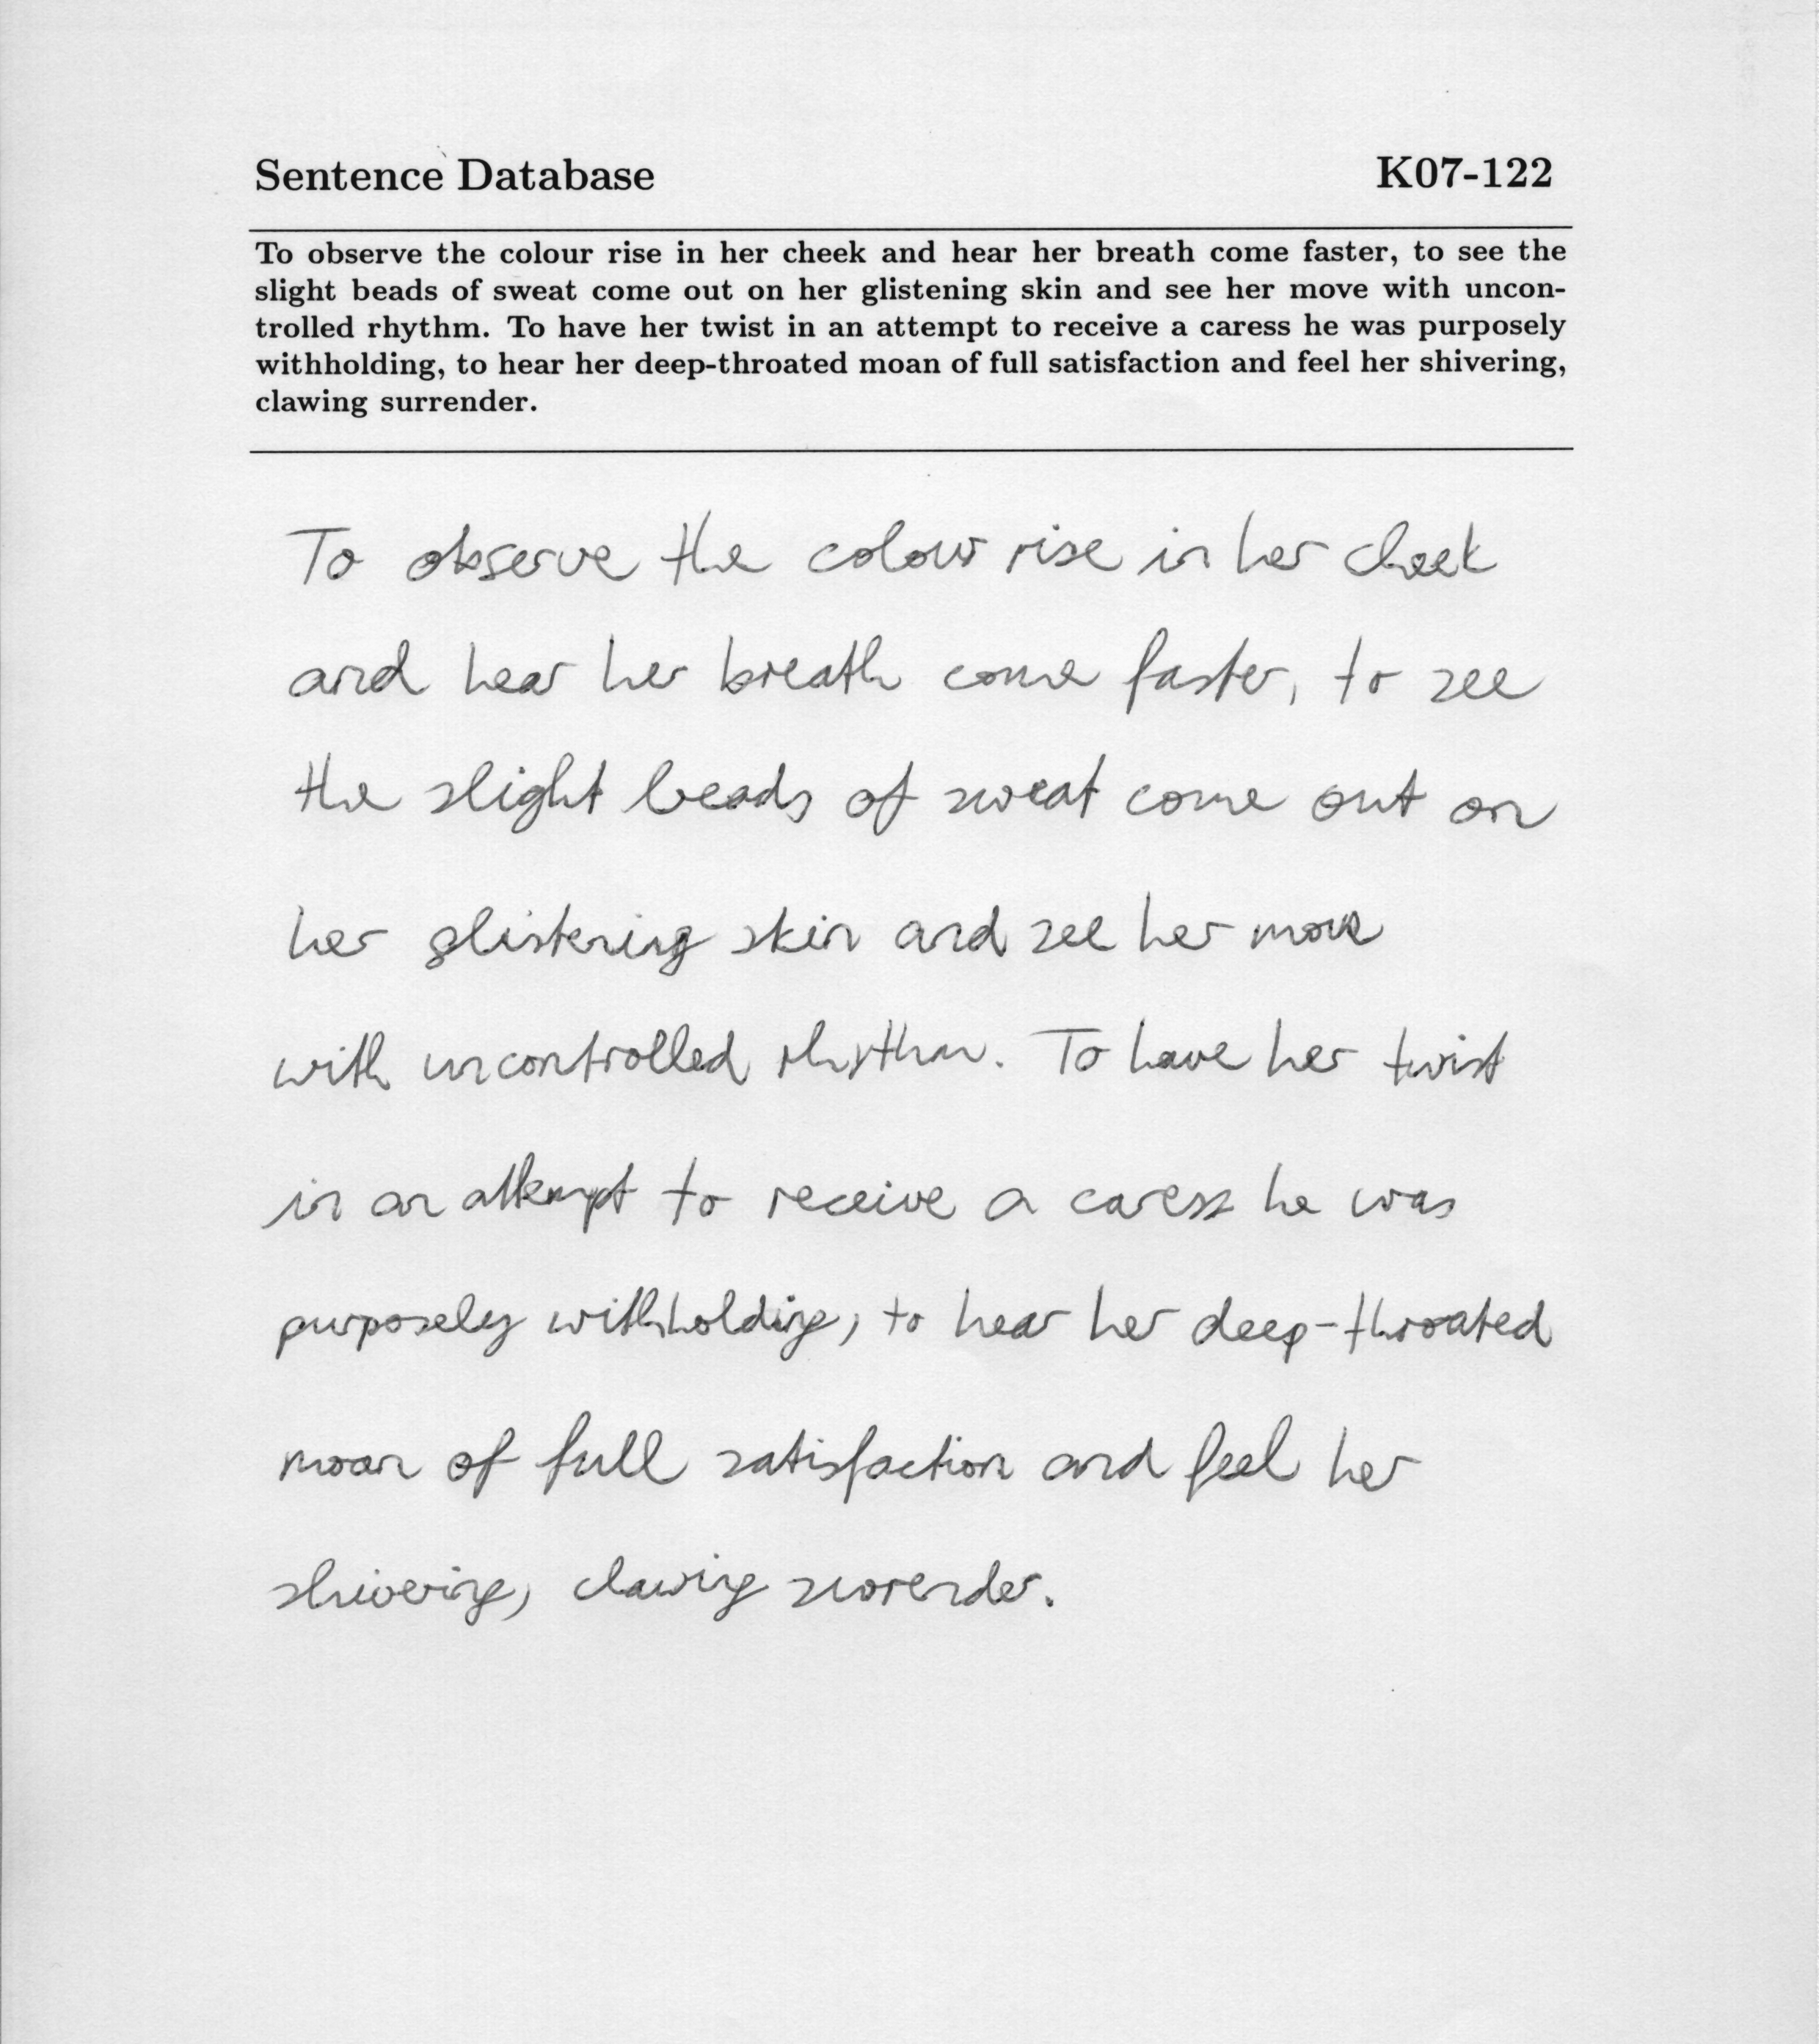 Sentence Database K07-122
To observe the colour rise in her cheek and hear her breath come faster, to see the
slight beads of sweat come out on her glistening skin and see her move with uncon-
trolled rhythm. To have her twist in an attempt to receive a caress he was purposely
withholding, to hear her deep-throated moan of full satisfaction and feel her shivering,
clawing surrender.
To observe the colour rise in her cheek
and hear her breath come faster, to see
the slight beads of sweat come out on
her glistening skin and see her move
with uncontrolled rhythm. To have her twist
in an attempt to receive a caress he was
purposely withholding, to hear her deep-throated
moan of full satisfaction and feel her
shivering, clawing surrender.